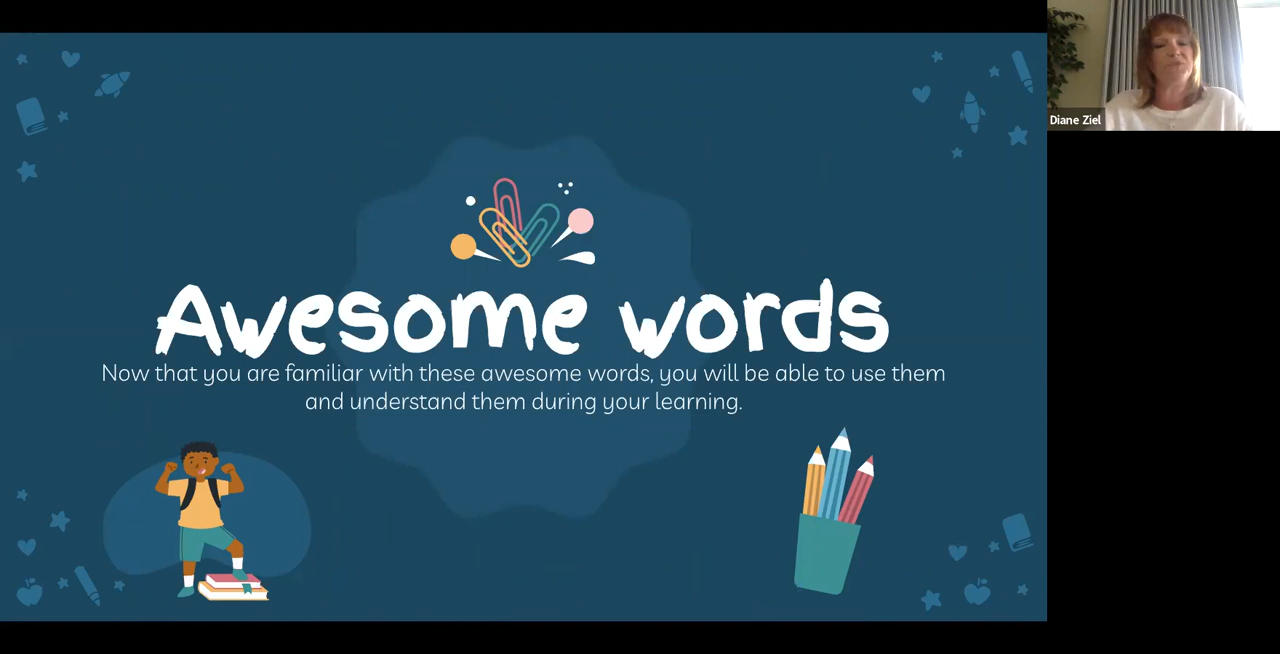 Awesome words
Now that you are familiar with these awesome words, you will be able to use them
and understand them during your learning.
Diane Ziel